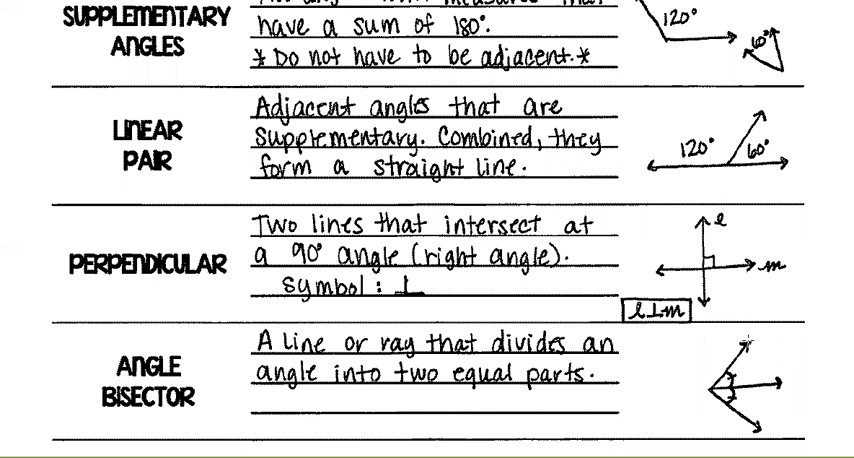 SUPPLEMENTARY
ANGLES
have a sum of 180°.
* Do not have to be adjacent. *
120°
60°
LINEAR
PAIR
Adjacent angles that are
supplementary. Combined, they
form a straight line.
120° 60°
PERPENDICULAR
Two lines that intersect at
a 90° angle (right angle).
symbol: ⊥
l
m
l⊥m
ANGLE
BISECTOR
A line or ray that divides an
angle into two equal parts.